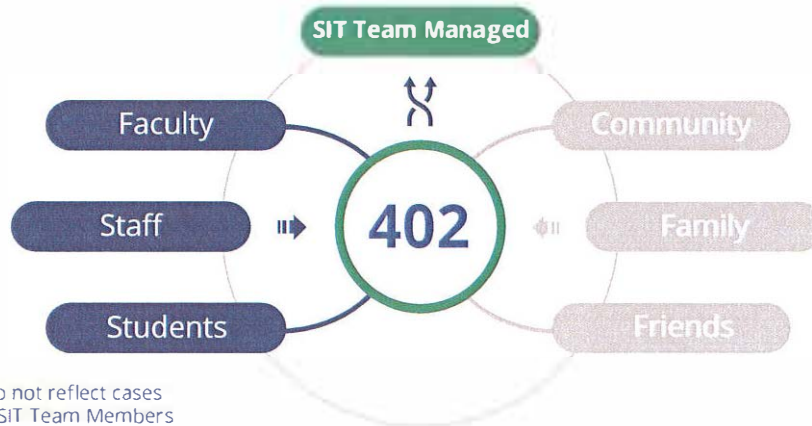 SIT Team Managed
Faculty
Community
402
Staff
Family
Students
Friends
not reflect cases
SIT Team Members